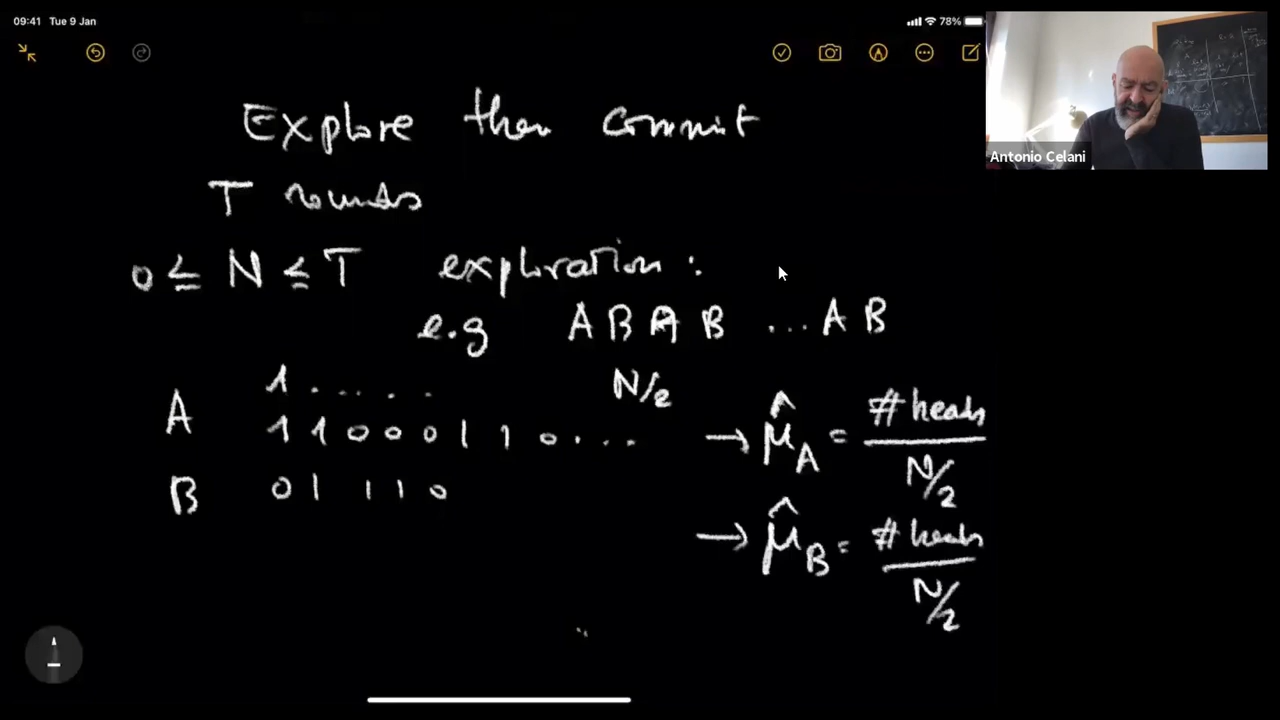 09:41 Tue 9 Jan
78%
Antonio Celani
Explore then commit
T rounds
0 ≤ N ≤ T exploration :
e.g A B A B ... A B
1 . . . . .
N/2
A 1 1 0 0 0 1 1 0 . . .
→ μ̂A = # heads / N/2
B 0 1 1 1 0
→ μ̂B = # heads / N/2